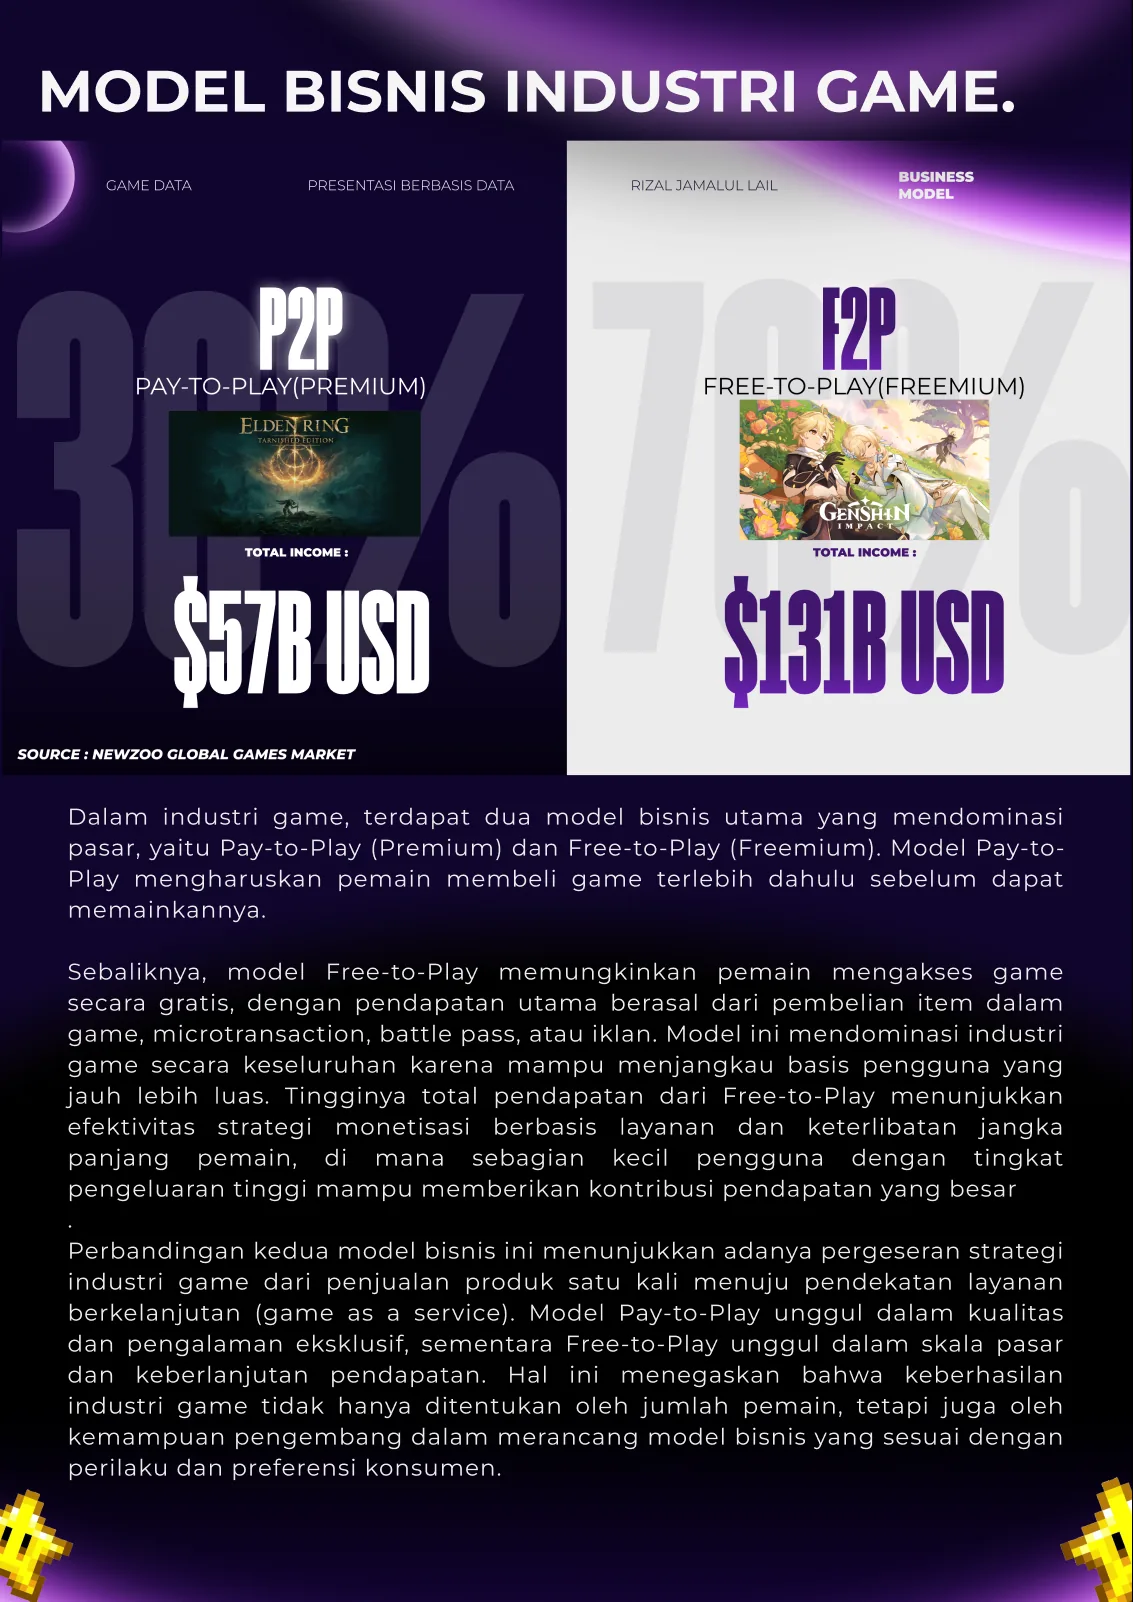 MODEL BISNIS INDUSTRI GAME.
GAME DATA
PRESENTASI BERBASIS DATA
RIZAL JAMALUL LAIL
BUSINESS
MODEL
30%
P2P
PAY-TO-PLAY(PREMIUM)
ELDEN RING
TARNISHED EDITION
TOTAL INCOME :
$57B USD
SOURCE : NEWZOO GLOBAL GAMES MARKET
70%
F2P
FREE-TO-PLAY(FREEMIUM)
GENSHIN
IMPACT
TOTAL INCOME :
$131B USD
Dalam industri game, terdapat dua model bisnis utama yang mendominasi
pasar, yaitu Pay-to-Play (Premium) dan Free-to-Play (Freemium). Model Pay-to-
Play mengharuskan pemain membeli game terlebih dahulu sebelum dapat
memainkannya.
Sebaliknya, model Free-to-Play memungkinkan pemain mengakses game
secara gratis, dengan pendapatan utama berasal dari pembelian item dalam
game, microtransaction, battle pass, atau iklan. Model ini mendominasi industri
game secara keseluruhan karena mampu menjangkau basis pengguna yang
jauh lebih luas. Tingginya total pendapatan dari Free-to-Play menunjukkan
efektivitas strategi monetisasi berbasis layanan dan keterlibatan jangka
panjang pemain, di mana sebagian kecil pengguna dengan tingkat
pengeluaran tinggi mampu memberikan kontribusi pendapatan yang besar
.
Perbandingan kedua model bisnis ini menunjukkan adanya pergeseran strategi
industri game dari penjualan produk satu kali menuju pendekatan layanan
berkelanjutan (game as a service). Model Pay-to-Play unggul dalam kualitas
dan pengalaman eksklusif, sementara Free-to-Play unggul dalam skala pasar
dan keberlanjutan pendapatan. Hal ini menegaskan bahwa keberhasilan
industri game tidak hanya ditentukan oleh jumlah pemain, tetapi juga oleh
kemampuan pengembang dalam merancang model bisnis yang sesuai dengan
perilaku dan preferensi konsumen.